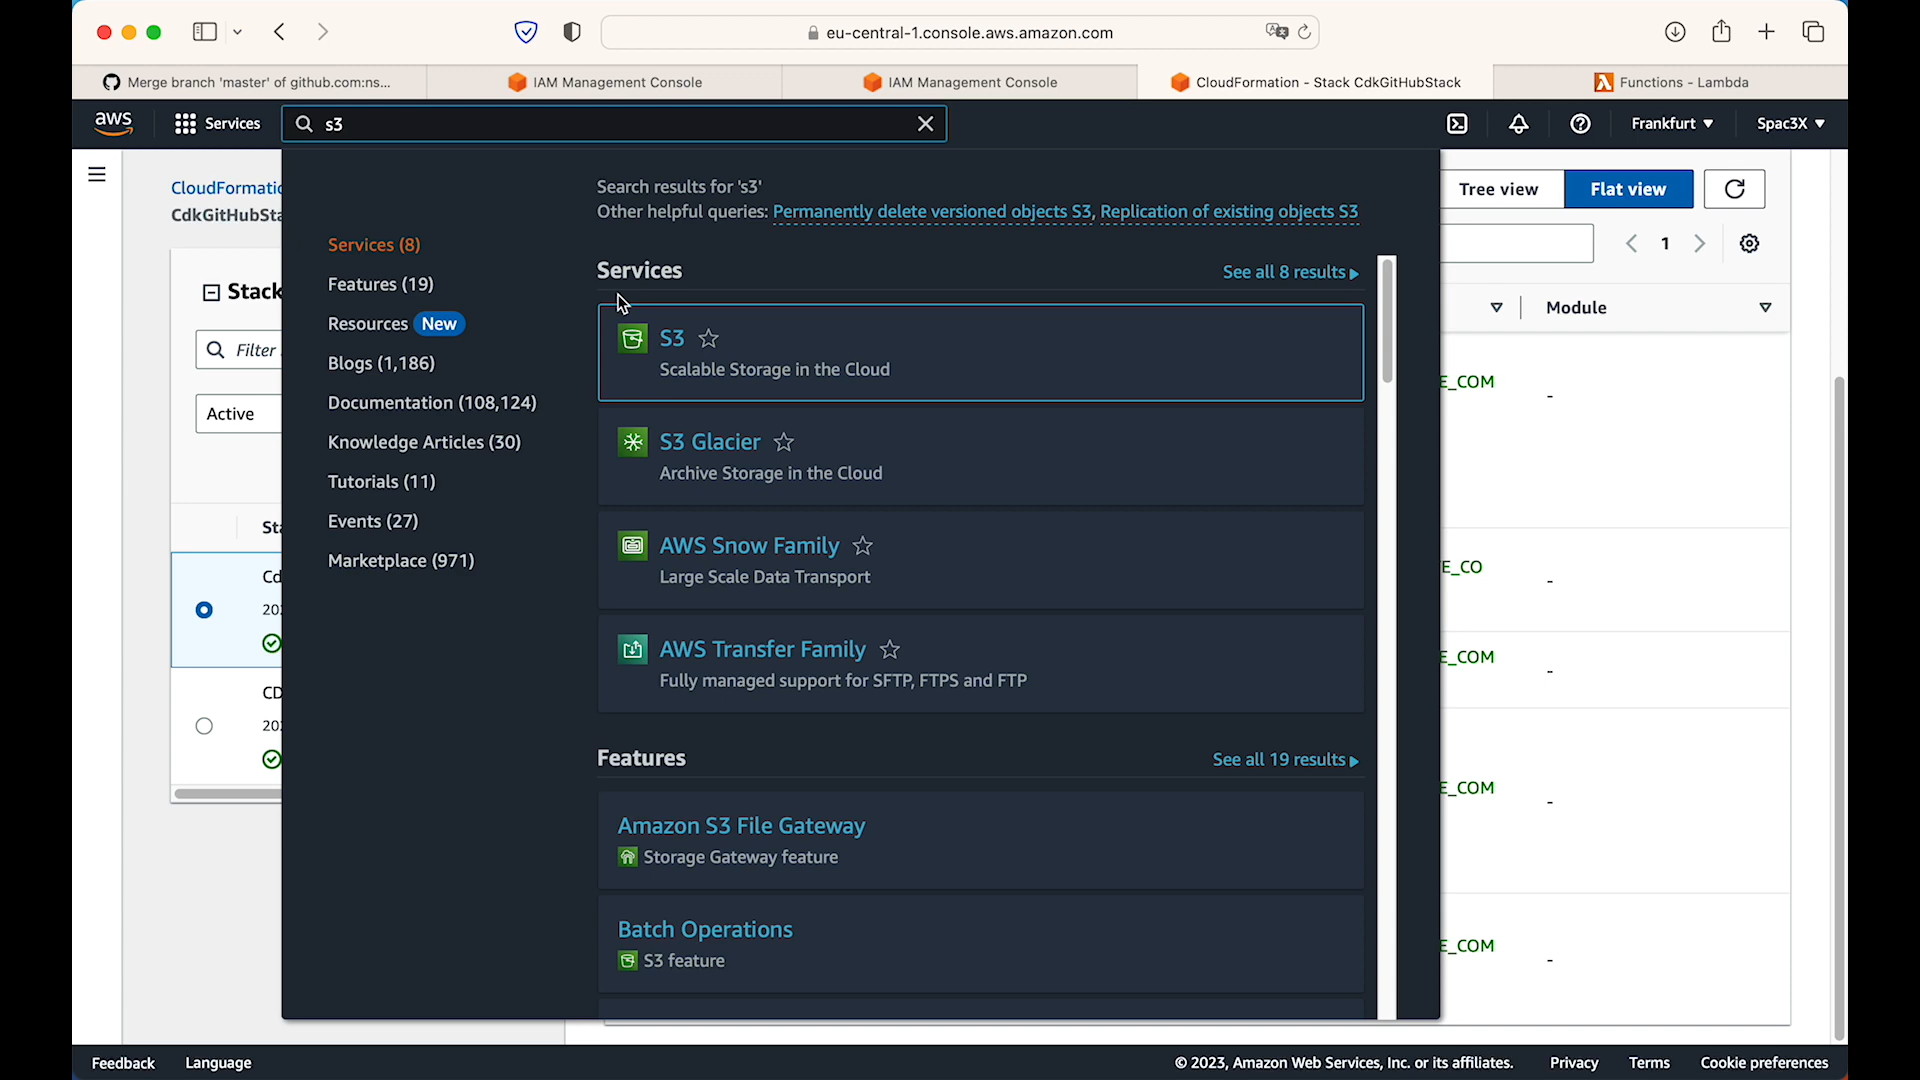 eu-central-1.console.aws.amazon.com
Merge branch 'master' of github.com:ns...
IAM Management Console
IAM Management Console
CloudFormation - Stack CdkGitHubStack
Functions - Lambda
aws
Services
s3
Frankfurt
Spac3X
CloudFormatio
CdkGitHubSta
Stack
Filter
Active
Sta
Cd
202
CD
202
Services (8)
Features (19)
Resources New
Blogs (1,186)
Documentation (108,124)
Knowledge Articles (30)
Tutorials (11)
Events (27)
Marketplace (971)
Search results for 's3'
Other helpful queries: Permanently delete versioned objects S3, Replication of existing objects S3
Services
See all 8 results
S3
Scalable Storage in the Cloud
S3 Glacier
Archive Storage in the Cloud
AWS Snow Family
Large Scale Data Transport
AWS Transfer Family
Fully managed support for SFTP, FTPS and FTP
Features
See all 19 results
Amazon S3 File Gateway
Storage Gateway feature
Batch Operations
S3 feature
Tree view
Flat view
1
Module
E_COM
-
E_CO
-
E_COM
-
E_COM
-
E_COM
-
Feedback
Language
© 2023, Amazon Web Services, Inc. or its affiliates.
Privacy
Terms
Cookie preferences